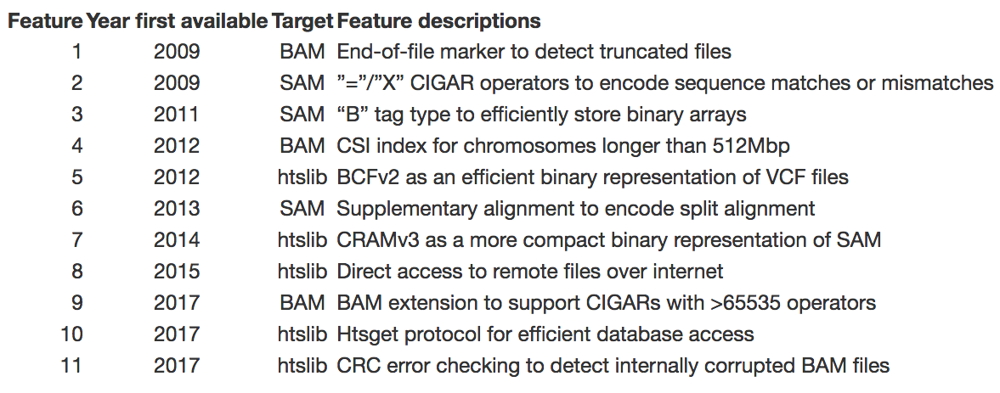 Feature Year first available Target Feature descriptions
1 2009 BAM End-of-file marker to detect truncated files
2 2009 SAM ”=”/”X” CIGAR operators to encode sequence matches or mismatches
3 2011 SAM “B” tag type to efficiently store binary arrays
4 2012 BAM CSI index for chromosomes longer than 512Mbp
5 2012 htslib BCFv2 as an efficient binary representation of VCF files
6 2013 SAM Supplementary alignment to encode split alignment
7 2014 htslib CRAMv3 as a more compact binary representation of SAM
8 2015 htslib Direct access to remote files over internet
9 2017 BAM BAM extension to support CIGARs with >65535 operators
10 2017 htslib Htsget protocol for efficient database access
11 2017 htslib CRC error checking to detect internally corrupted BAM files